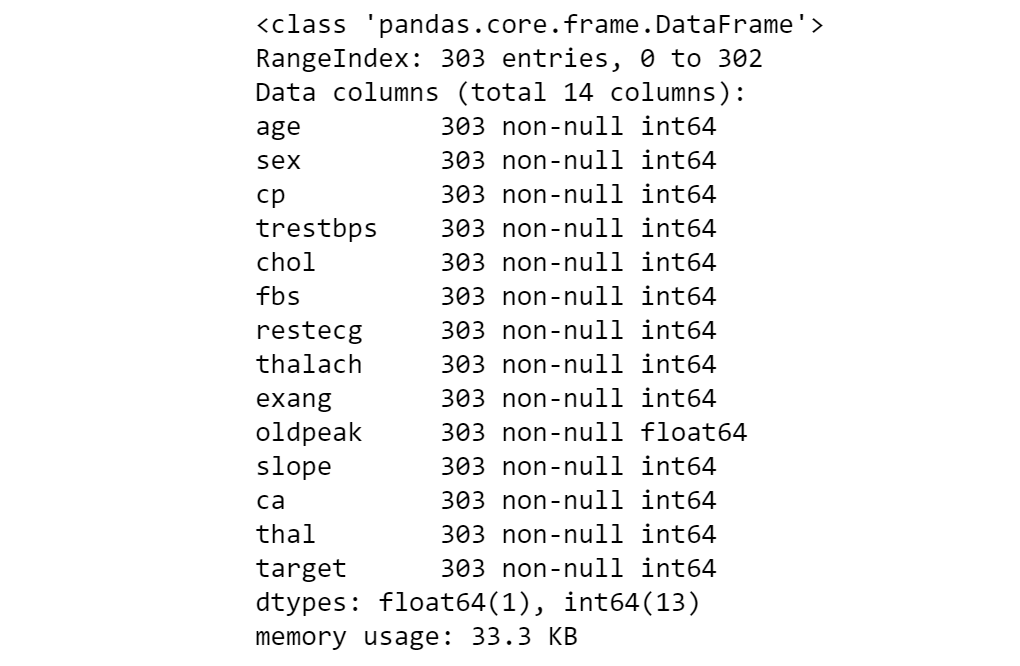 <class 'pandas.core.frame.DataFrame'>
RangeIndex: 303 entries, 0 to 302
Data columns (total 14 columns):
age         303 non-null int64
sex         303 non-null int64
cp          303 non-null int64
trestbps    303 non-null int64
chol        303 non-null int64
fbs         303 non-null int64
restecg     303 non-null int64
thalach     303 non-null int64
exang       303 non-null int64
oldpeak     303 non-null float64
slope       303 non-null int64
ca          303 non-null int64
thal        303 non-null int64
target      303 non-null int64
dtypes: float64(1), int64(13)
memory usage: 33.3 KB